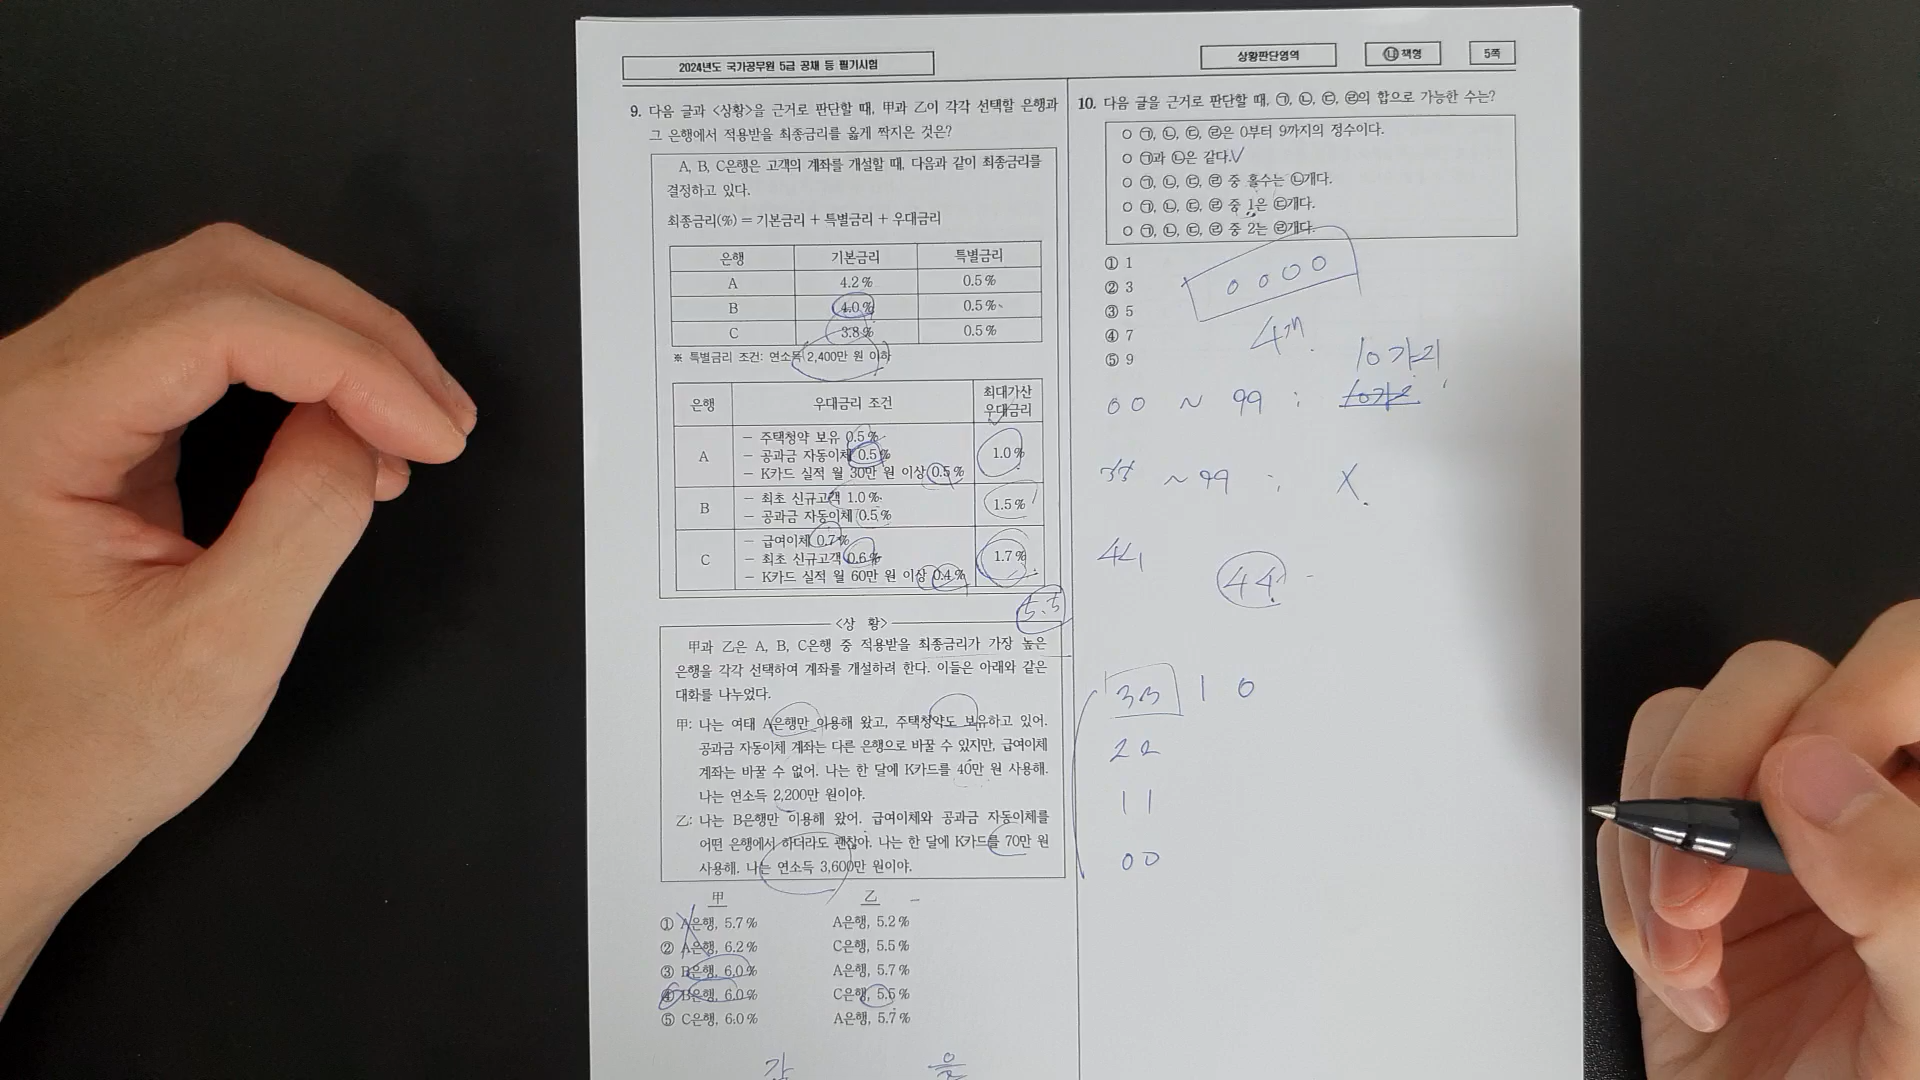 2024년도 국가공무원 5급 공채 등 필기시험
상황판단영역
㉯ 책형
5쪽
9. 다음 글과 <상황>을 근거로 판단할 때, 甲과 乙이 각각 선택할 은행과
그 은행에서 적용받을 최종금리를 옳게 짝지은 것은?
A, B, C은행은 고객의 계좌를 개설할 때, 다음과 같이 최종금리를
결정하고 있다.
최종금리(%) = 기본금리 + 특별금리 + 우대금리
은행 기본금리 특별금리
A 4.2% 0.5%
B 4.0% 0.5%
C 3.8% 0.5%
※ 특별금리 조건: 연소득 2,400만 원 이하
은행 우대금리 조건 최대가산 우대금리
A
- 주택청약 보유 0.5%
- 공과금 자동이체 0.5%
- K카드 실적 월 30만 원 이상 0.5%
1.0%
B
- 최초 신규고객 1.0%
- 공과금 자동이체 0.5%
1.5%
C
- 급여이체 0.7%
- 최초 신규고객 0.6%
- K카드 실적 월 60만 원 이상 0.4%
1.7%
5.5
<상 황>
甲과 乙은 A, B, C은행 중 적용받을 최종금리가 가장 높은
은행을 각각 선택하여 계좌를 개설하려 한다. 이들은 아래와 같은
대화를 나누었다.
甲: 나는 여태 A은행만 이용해 왔고, 주택청약도 보유하고 있어.
공과금 자동이체 계좌는 다른 은행으로 바꿀 수 있지만, 급여이체
계좌는 바꿀 수 없어. 나는 한 달에 K카드를 40만 원 사용해.
나는 연소득 2,200만 원이야.
乙: 나는 B은행만 이용해 왔어. 급여이체와 공과금 자동이체를
어떤 은행에서 하더라도 괜찮아. 나는 한 달에 K카드를 70만 원
사용해. 나는 연소득 3,600만 원이야.
甲 乙
① A은행, 5.7% A은행, 5.2%
② A은행, 6.2% C은행, 5.5%
③ B은행, 6.0% A은행, 5.7%
④ B은행, 6.0% C은행, 5.5%
⑤ C은행, 6.0% A은행, 5.7%
10. 다음 글을 근거로 판단할 때, ㉠, ㉡, ㉢, ㉣의 합으로 가능한 수는?
○ ㉠, ㉡, ㉢, ㉣은 0부터 9까지의 정수이다.
○ ㉠과 ㉡은 같다.
○ ㉠, ㉡, ㉢, ㉣ 중 홀수는 ㉡개다.
○ ㉠, ㉡, ㉢, ㉣ 중 1은 ㉢개다.
○ ㉠, ㉡, ㉢, ㉣ 중 2는 ㉣개다.
① 1
② 3
③ 5
④ 7
⑤ 9
0 0 0 0
4개
10가지
00 ~ 99 :
~ 99 : X
44 44
33 1 0
22
11
00